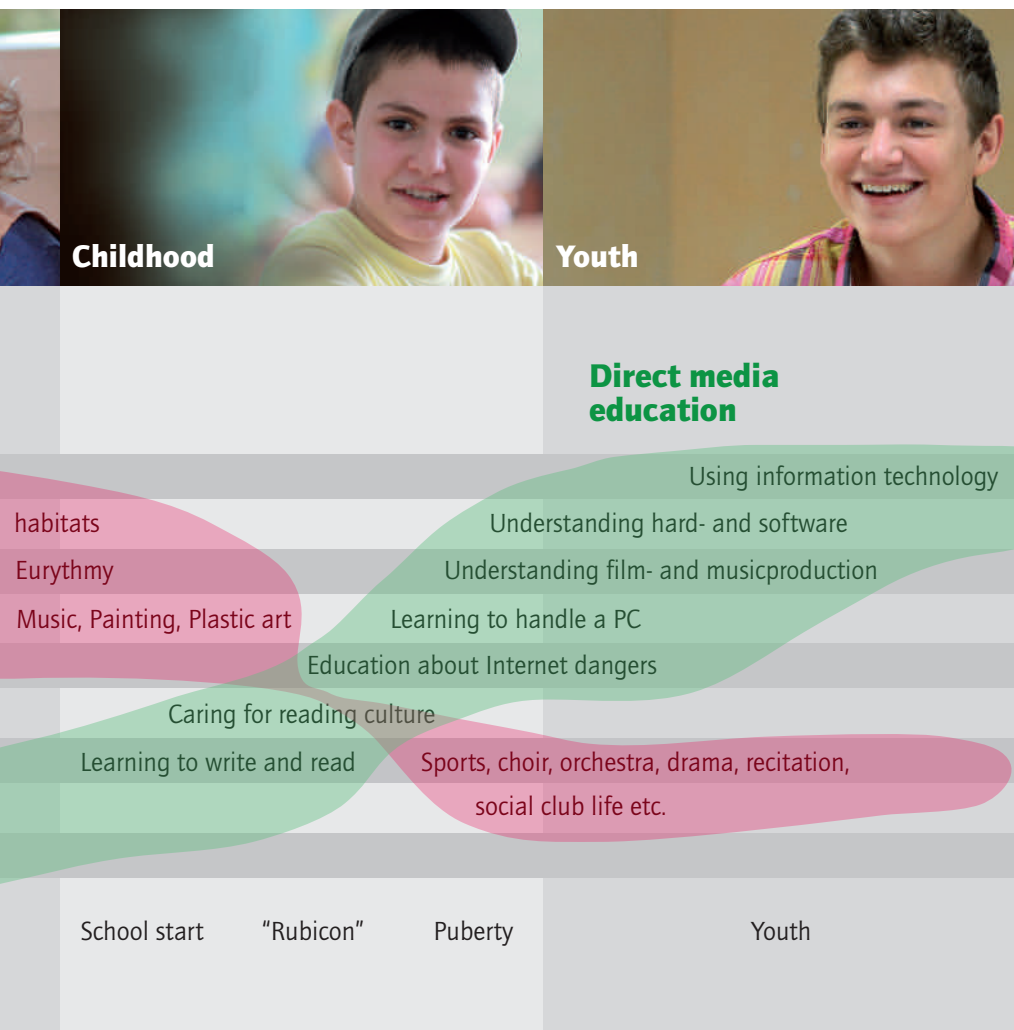 Childhood
Youth
Direct media
education
Using information technology
habitats
Understanding hard- and software
Eurythmy
Understanding film- and musicproduction
Music, Painting, Plastic art
Learning to handle a PC
Education about Internet dangers
Caring for reading culture
Learning to write and read
Sports, choir, orchestra, drama, recitation,
social club life etc.
School start
"Rubicon"
Puberty
Youth